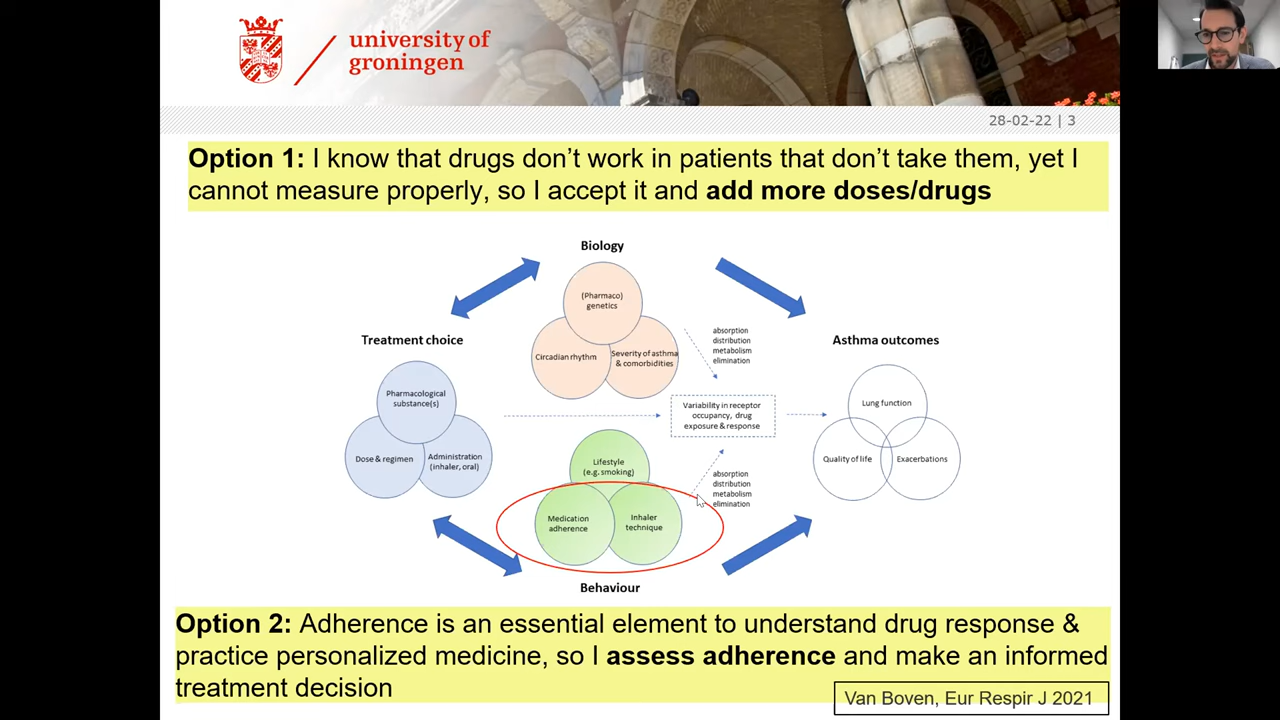 university of
groningen
28-02-22 | 3
Option 1: I know that drugs don't work in patients that don't take them, yet I
cannot measure properly, so I accept it and add more doses/drugs
Biology
(Pharmaco)
genetics
Circadian rhythm
Severity of asthma
& comorbidities
absorption
distribution
metabolism
elimination
Treatment choice
Pharmacological
substance(s)
Dose & regimen
Administration
(inhaler, oral)
Variability in receptor
occupancy, drug
exposure & response
Asthma outcomes
Lung function
Quality of life
Exacerbations
Lifestyle
(e.g. smoking)
Medication
adherence
Inhaler
technique
absorption
distribution
metabolism
elimination
Behaviour
Option 2: Adherence is an essential element to understand drug response &
practice personalized medicine, so I assess adherence and make an informed
treatment decision
Van Boven, Eur Respir J 2021